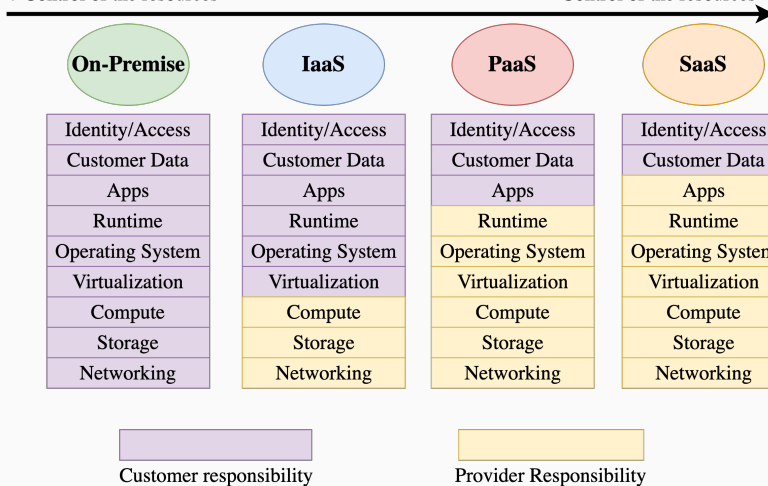 On-Premise IaaS PaaS SaaS
Identity/Access Identity/Access Identity/Access Identity/Access
Customer Data Customer Data Customer Data Customer Data
Apps Apps Apps Apps
Runtime Runtime Runtime Runtime
Operating System Operating System Operating System Operating System
Virtualization Virtualization Virtualization Virtualization
Compute Compute Compute Compute
Storage Storage Storage Storage
Networking Networking Networking Networking
Customer responsibility Provider Responsibility